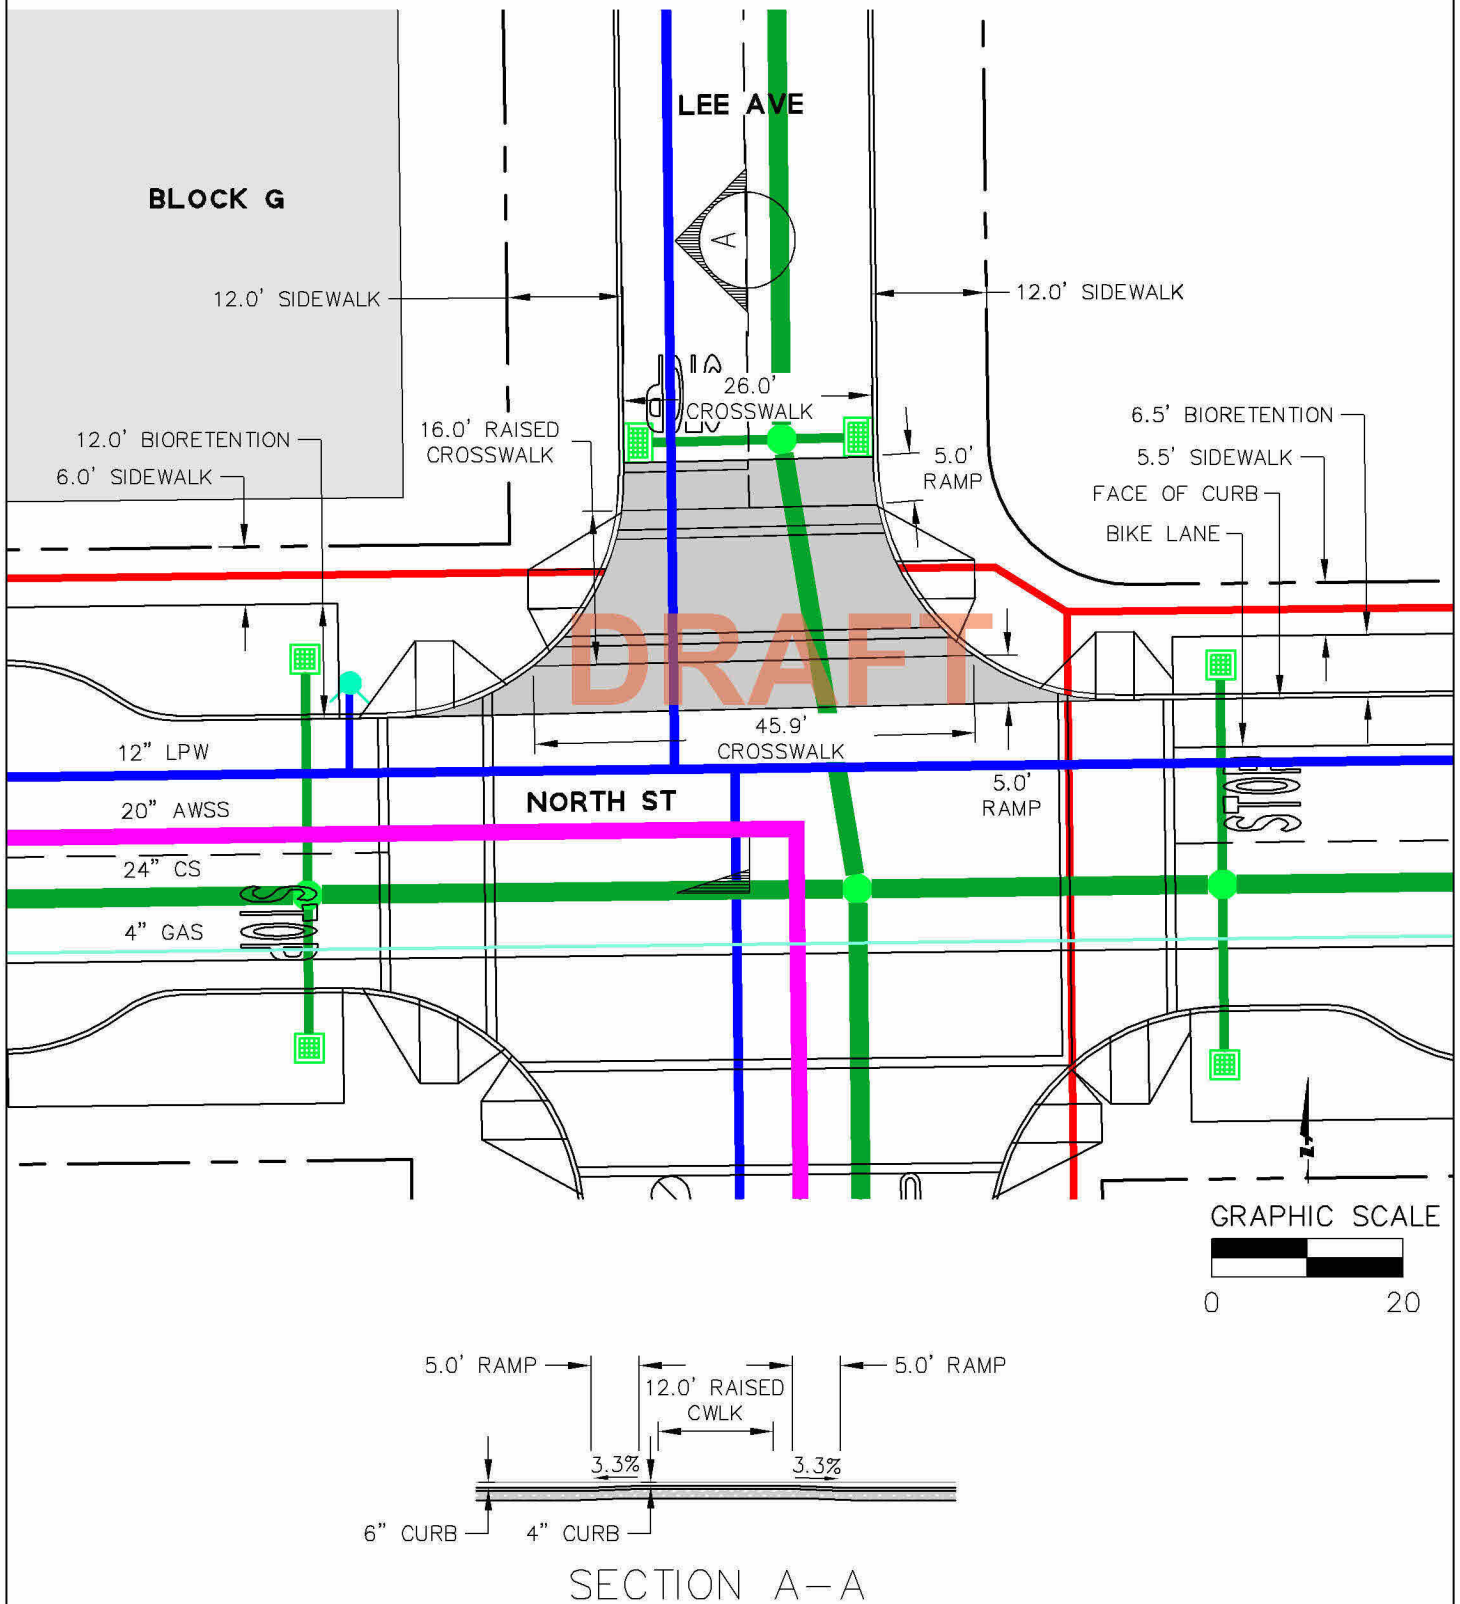 LEE AVE
BLOCK G
A
12.0' SIDEWALK
12.0' SIDEWALK
26.0'
CROSSWALK
16.0' RAISED
CROSSWALK
12.0' BIORETENTION
6.0' SIDEWALK
5.0'
RAMP
6.5' BIORETENTION
5.5' SIDEWALK
FACE OF CURB
BIKE LANE
DRAFT
45.9'
CROSSWALK
5.0'
RAMP
12" LPW
20" AWSS
NORTH ST
STOP
24" CS
STOP
4" GAS
N
GRAPHIC SCALE
0 20
5.0' RAMP
5.0' RAMP
12.0' RAISED
CWLK
3.3%
3.3%
6" CURB
4" CURB
SECTION A-A